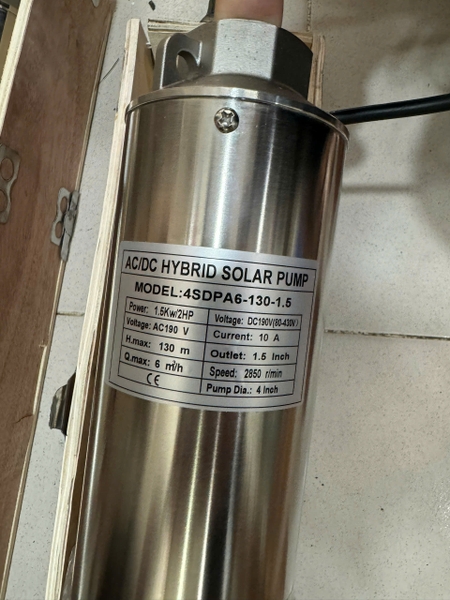 AC/DC HYBRID SOLAR PUMP
MODEL:4SDPA6-130-1.5
Power: 1.5Kw/2HP
Voltage: DC190V(80-430V)
Voltage: AC190 V
Current: 10 A
H.max: 130 m
Outlet: 1.5 Inch
Q.max: 6 m³/h
Speed: 2850 r/min
CE
Pump Dia.: 4 Inch